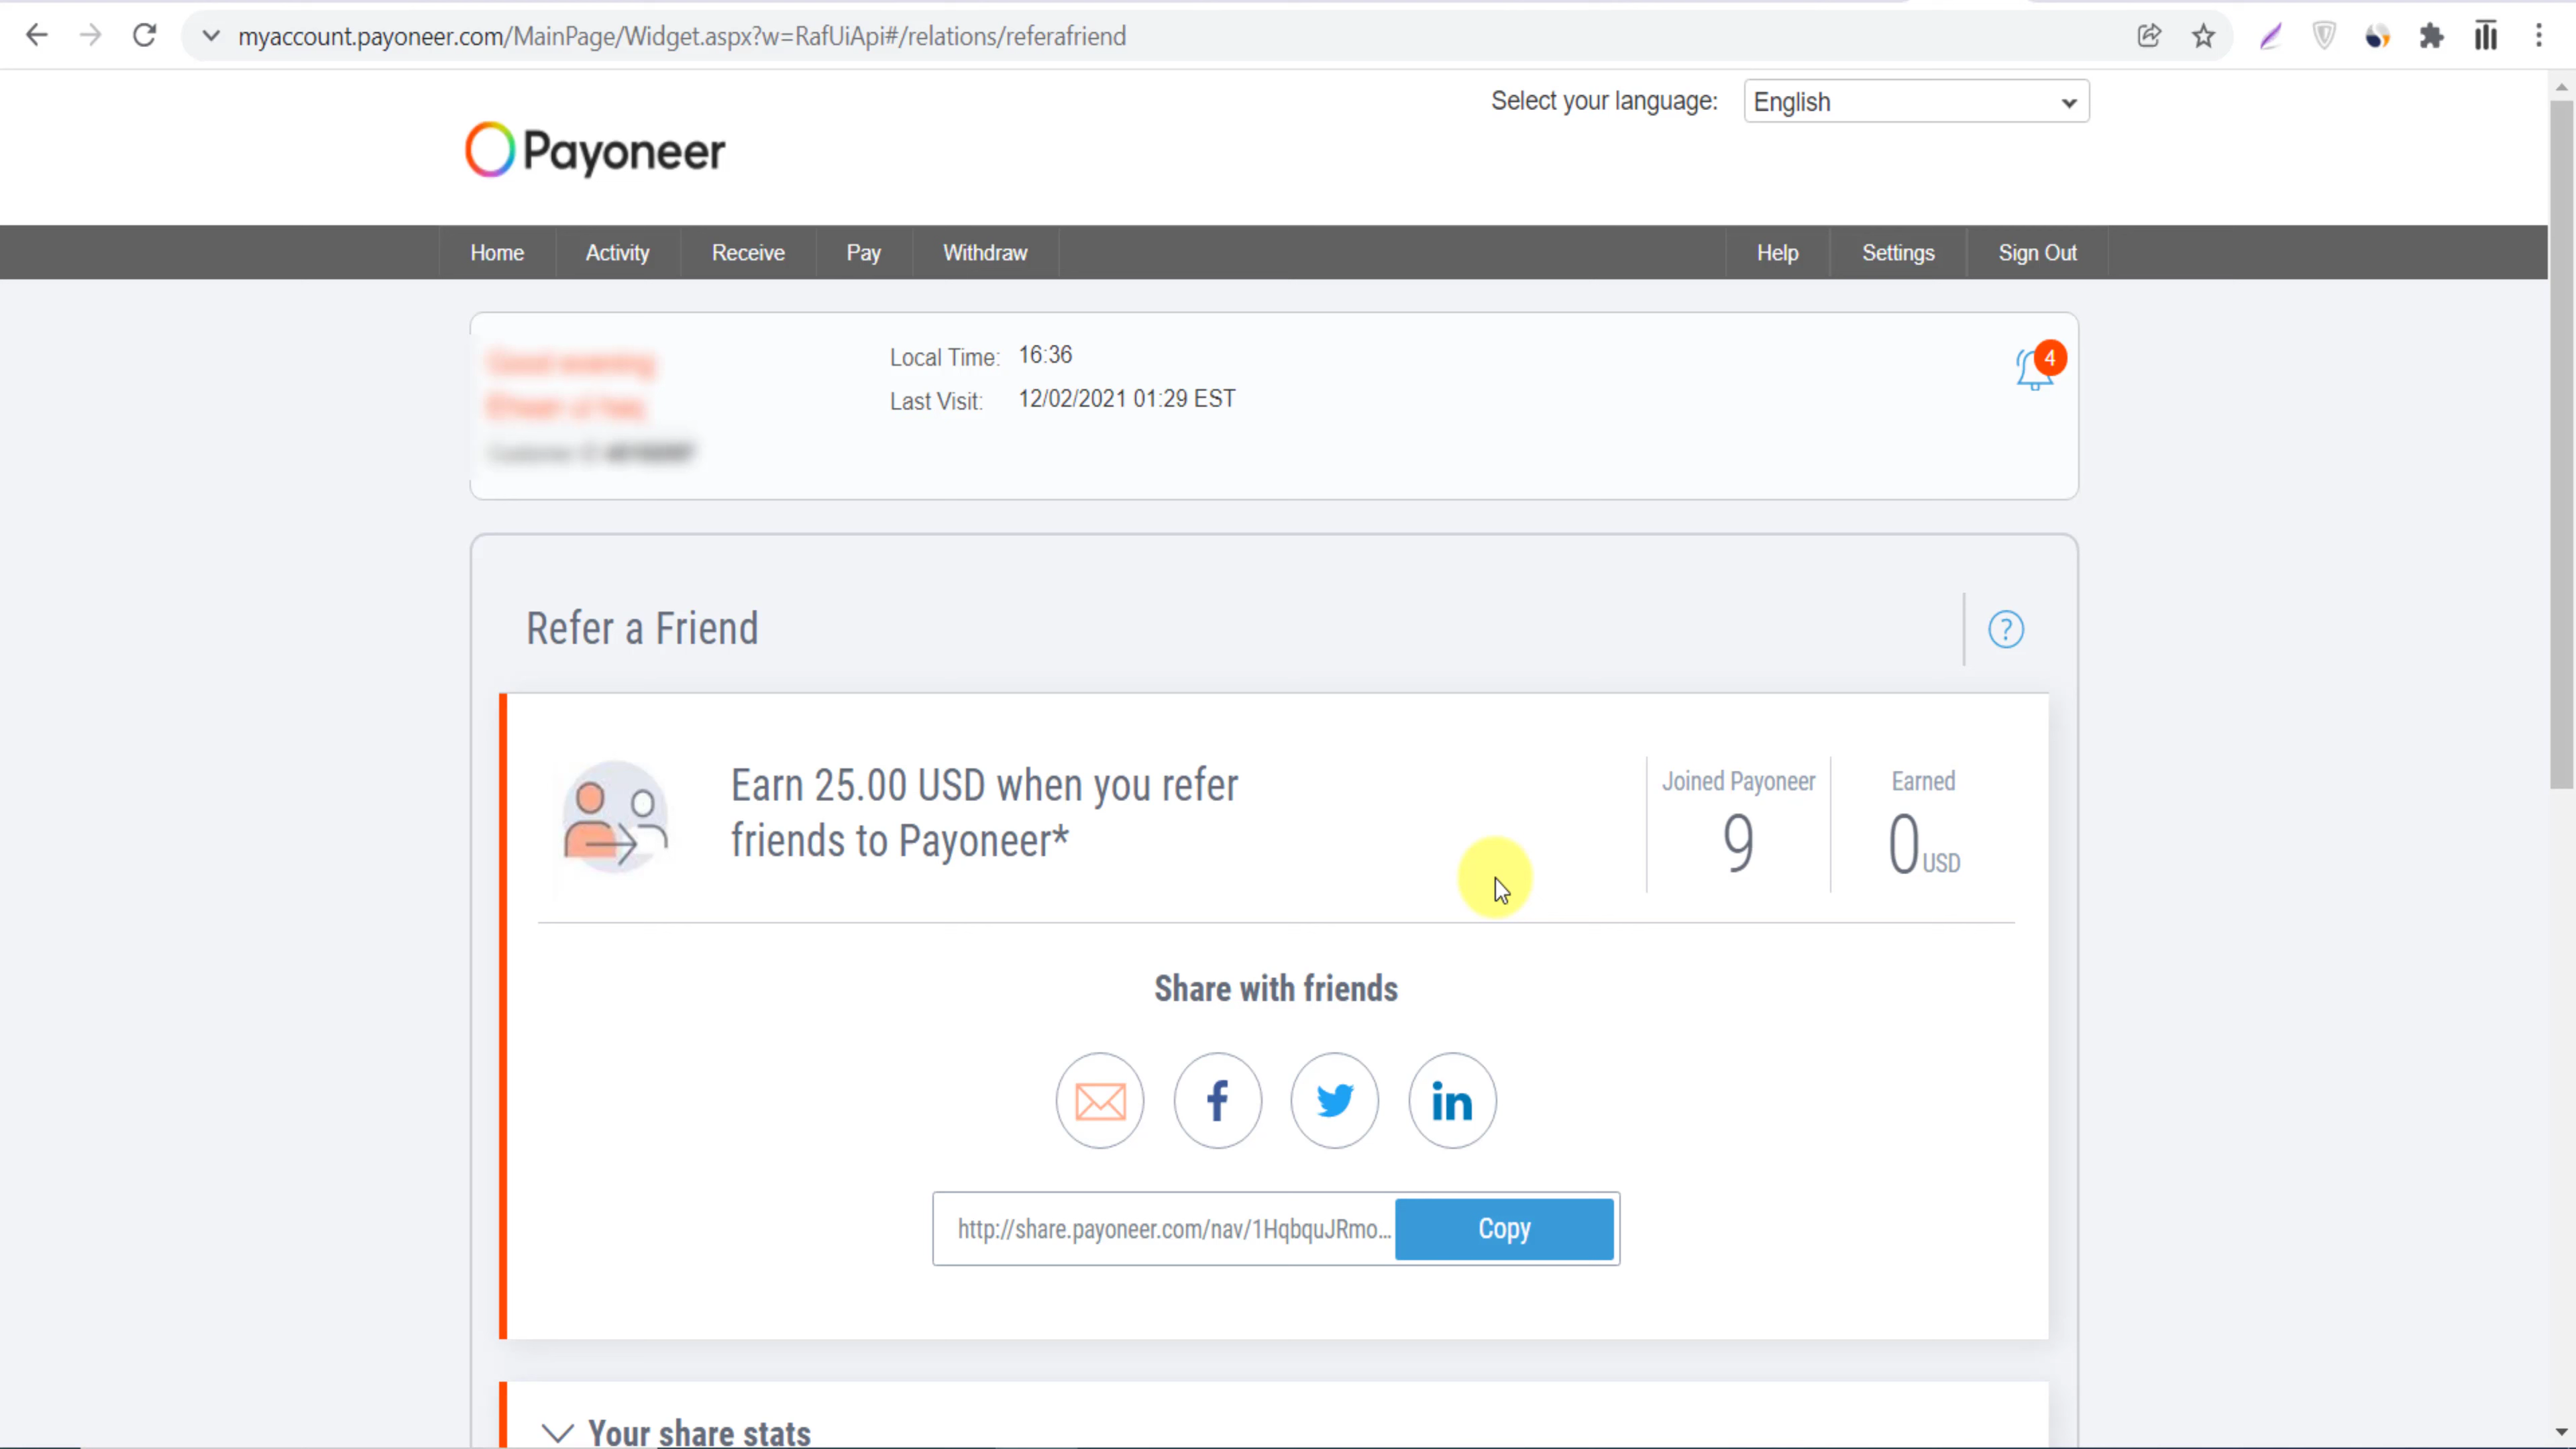 myaccount.payoneer.com/MainPage/Widget.aspx?w=RafUiApi#/relations/referafriend
Select your language: English
Payoneer
Home Activity Receive Pay Withdraw Help Settings Sign Out
Local Time: 16:36
4
Last Visit: 12/02/2021 01:29 EST
Refer a Friend
?
Earn 25.00 USD when you refer
friends to Payoneer*
Joined Payoneer
9
Earned
0 USD
Share with friends
f in
http://share.payoneer.com/nav/1HqbquJRmo... Copy
Your share stats